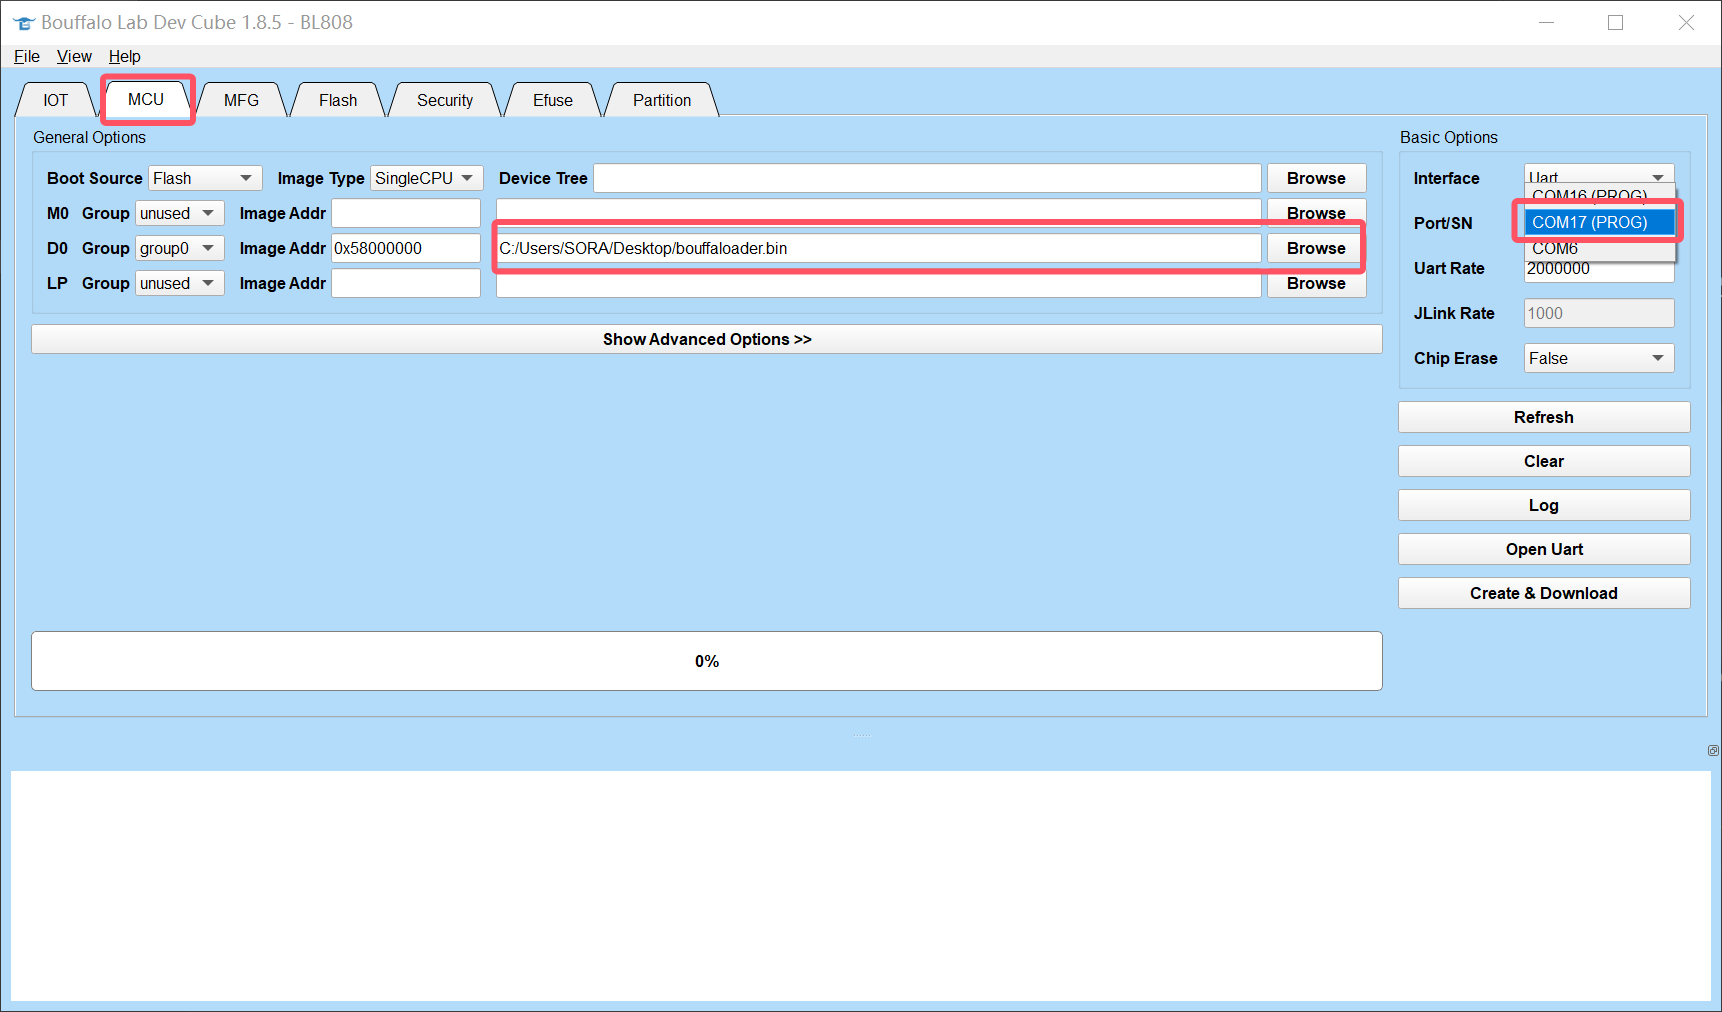 Bouffalo Lab Dev Cube 1.8.5 - BL808
File View Help
IOT MCU MFG Flash Security Efuse Partition
General Options
Boot Source Flash Image Type SingleCPU Device Tree Browse
M0 Group unused Image Addr Browse
D0 Group group0 Image Addr 0x58000000 C:/Users/SORA/Desktop/bouffaloader.bin Browse
LP Group unused Image Addr Browse
Show Advanced Options >>
0%
Basic Options
Interface Uart
COM16 (PROG)
Port/SN COM17 (PROG)
COM6
Uart Rate 2000000
JLink Rate 1000
Chip Erase False
Refresh
Clear
Log
Open Uart
Create & Download